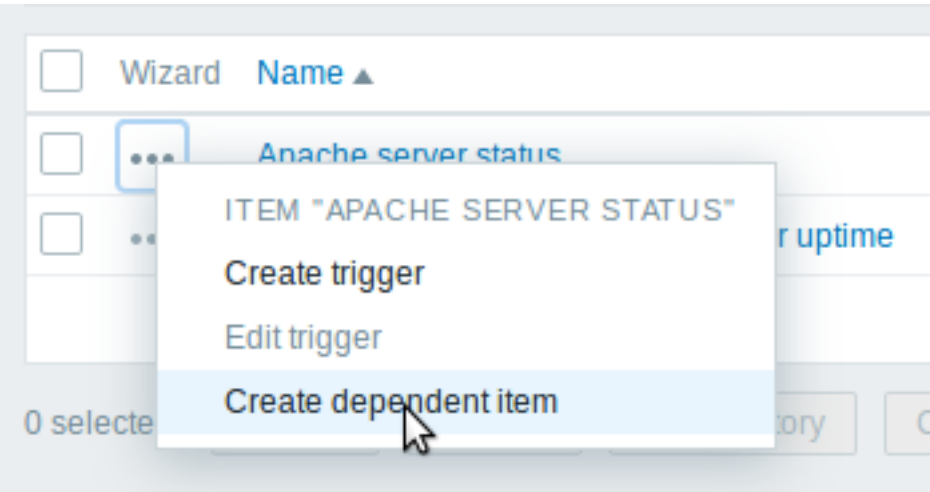 Wizard Name ▲
Apache server status
ITEM "APACHE SERVER STATUS"
r uptime
Create trigger
Edit trigger
Create dependent item
0 selecte
tory